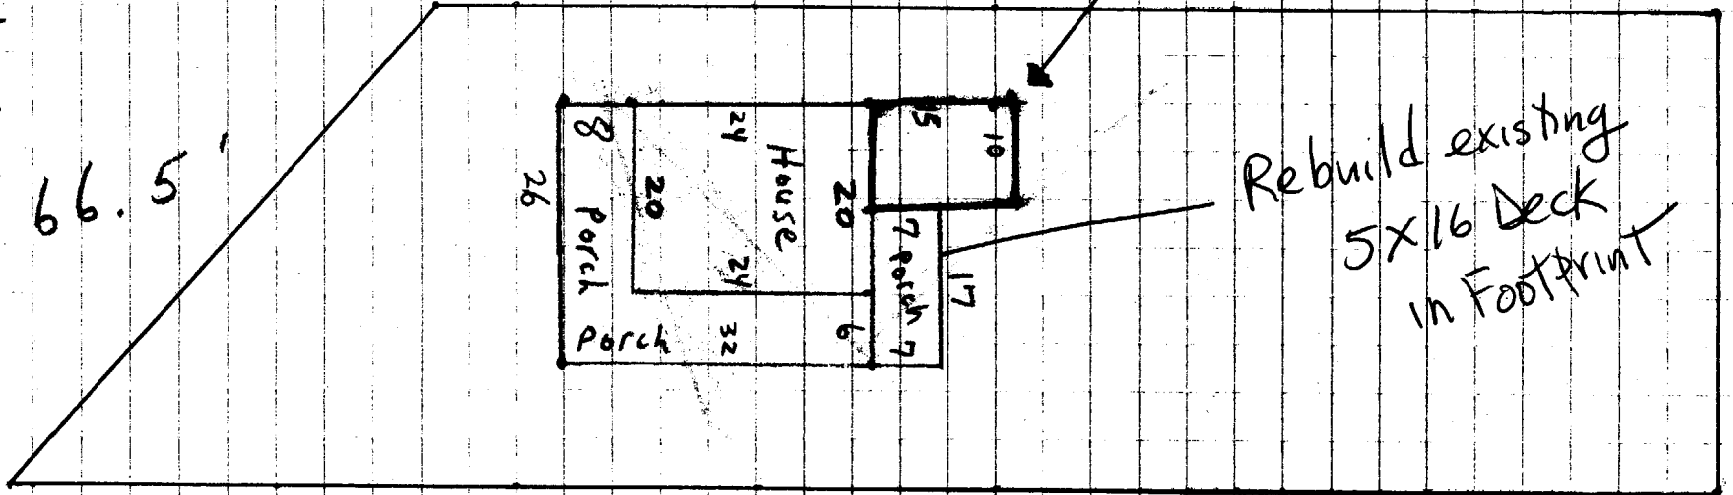 66.5'
8
26
Porch
20
24
House
24
20
Porch
32
6
15
10
7
Porch
7
17
Rebuild existing
5X16 Deck
in Footprint